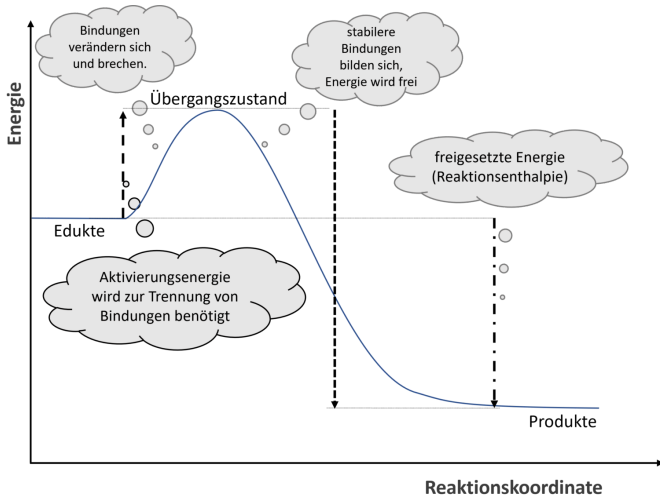 Bindungen
verändern sich
und brechen.
stabilere
Bindungen
bilden sich,
Energie wird frei
Übergangszustand
Energie
freigesetzte Energie
(Reaktionsenthalpie)
Edukte
Aktivierungsenergie
wird zur Trennung von
Bindungen benötigt
Produkte
Reaktionskoordinate